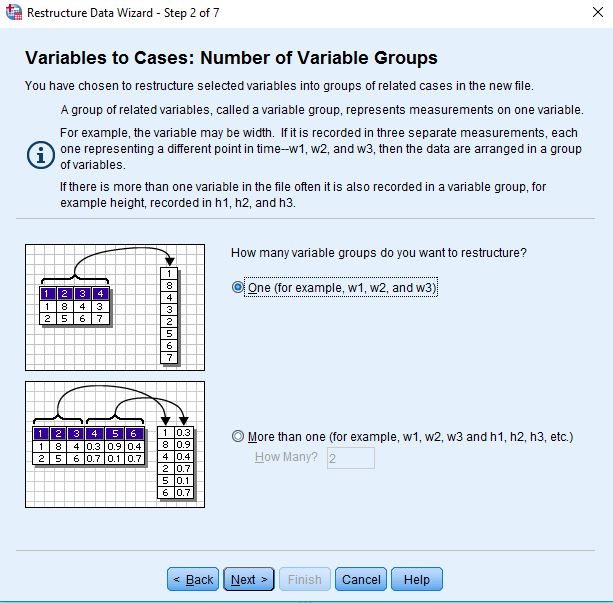 Restructure Data Wizard - Step 2 of 7
Variables to Cases: Number of Variable Groups
You have chosen to restructure selected variables into groups of related cases in the new file.
A group of related variables, called a variable group, represents measurements on one variable.
For example, the variable may be width. If it is recorded in three separate measurements, each
one representing a different point in time--w1, w2, and w3, then the data are arranged in a group
of variables.
If there is more than one variable in the file often it is also recorded in a variable group, for
example height, recorded in h1, h2, and h3.
How many variable groups do you want to restructure?
1
1 2 3 4
8
One (for example, w1, w2, and w3)
1 8 4 3
4
2 5 6 7
3
2
5
6
7
1 2 3 4 5 6
1 0.3
1 8 4 0.3 0.9 0.4
8 0.9
More than one (for example, w1, w2, w3 and h1, h2, h3, etc.)
2 5 6 0.7 0.1 0.7
4 0.4
How Many? 2
2 0.7
5 0.1
6 0.7
< Back Next > Finish Cancel Help